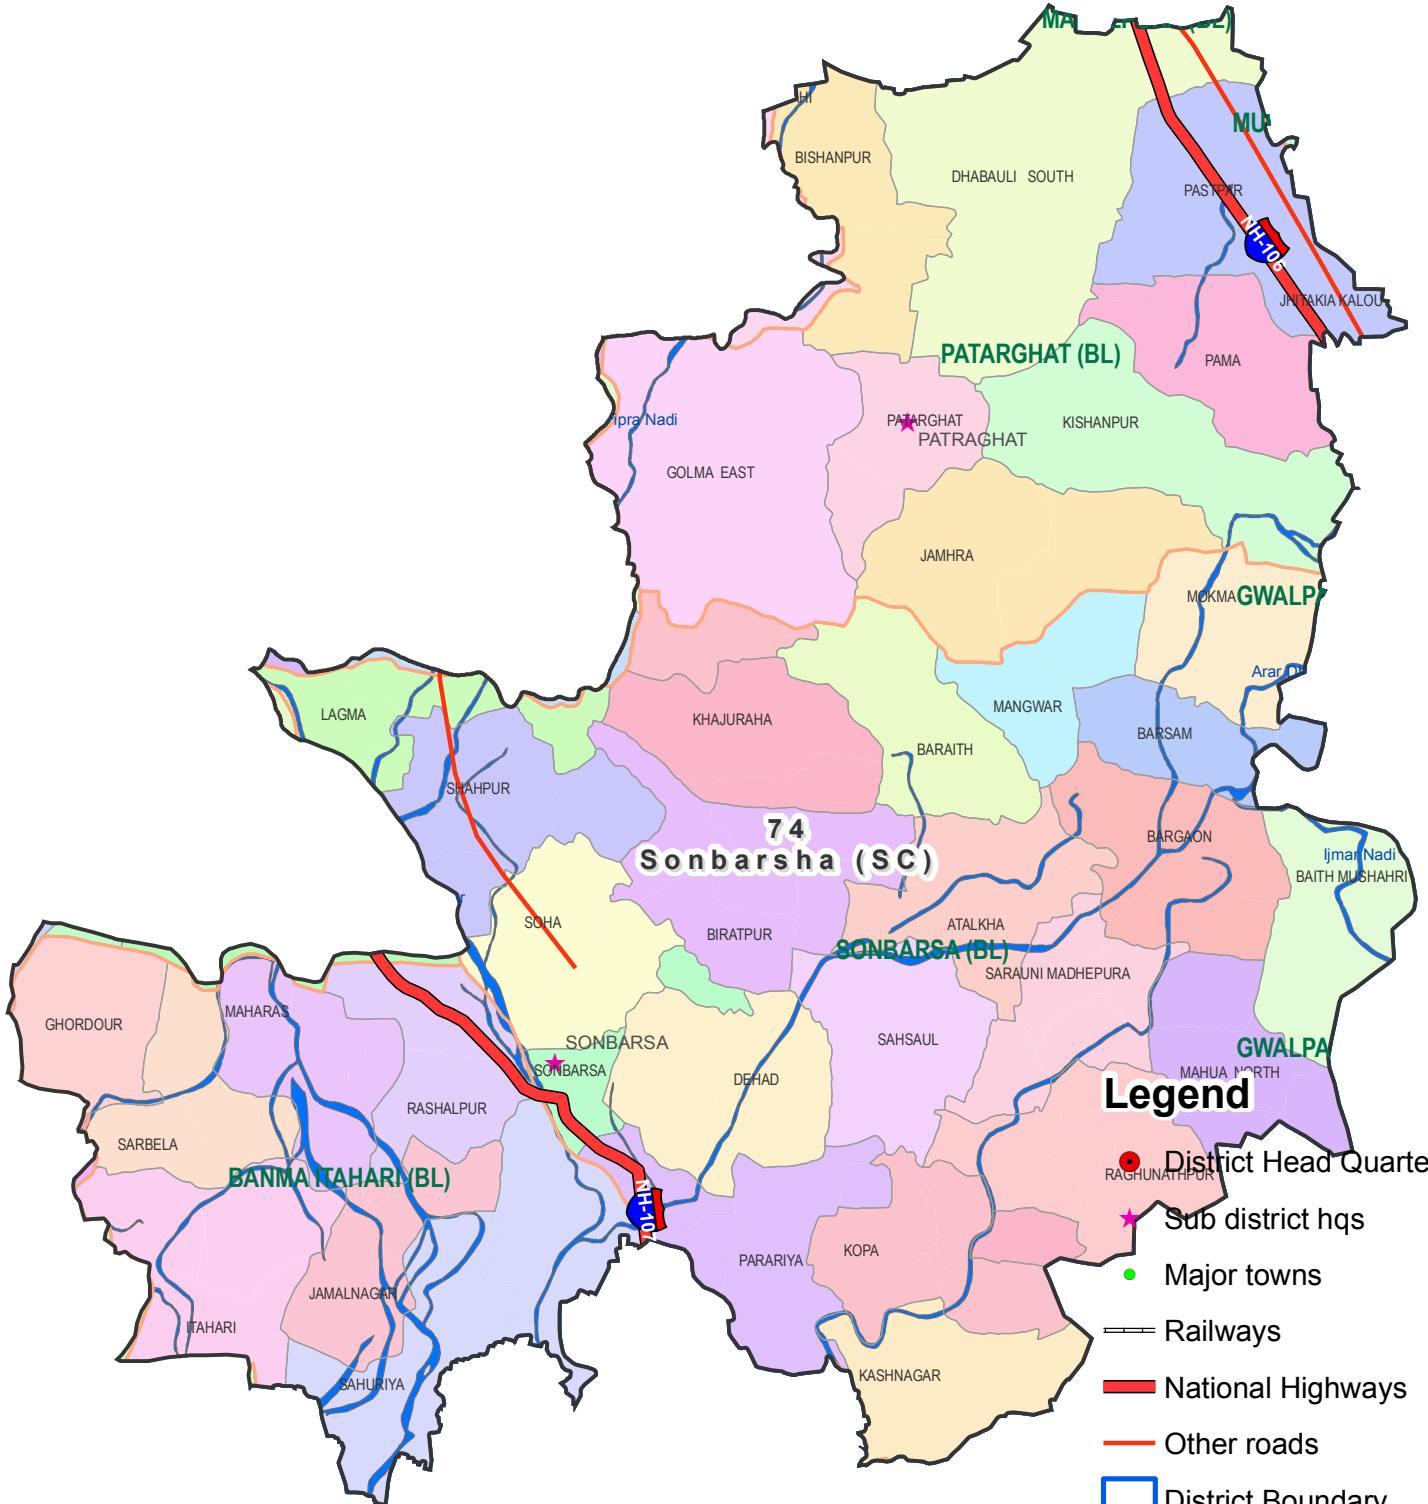 BISHANPUR
DHABAULI SOUTH
PASTPAR
NH-106
JHITAKIA KALOU
PATARGHAT (BL)
PAMA
PATARGHAT
PATRAGHAT
KISHANPUR
ipra Nadi
GOLMA EAST
JAMHRA
MOKMA
GWALPA
Arar D
LAGMA
KHAJURAHA
MANGWAR
BARSAM
BARAITH
SHAHPUR
74
Sonbarsha (SC)
BARGAON
Ijmar Nadi
BAITH MUSHAHRI
SOHA
BIRATPUR
ATALKHA
SONBARSA (BL)
SARAUNI MADHEPURA
GHORDOUR
MAHARAS
SONBARSA
SONBARSA
SAHSAUL
GWALPA
DEHAD
MAHUA NORTH
RASHALPUR
SARBELA
BANMA ITAHARI (BL)
RAGHUNATHPUR
NH-107
PARARIYA
KOPA
JAMALNAGAR
ITAHARI
SAHURIYA
KASHNAGAR
Legend
District Head Quarte
Sub district hqs
Major towns
Railways
National Highways
Other roads
District Boundary